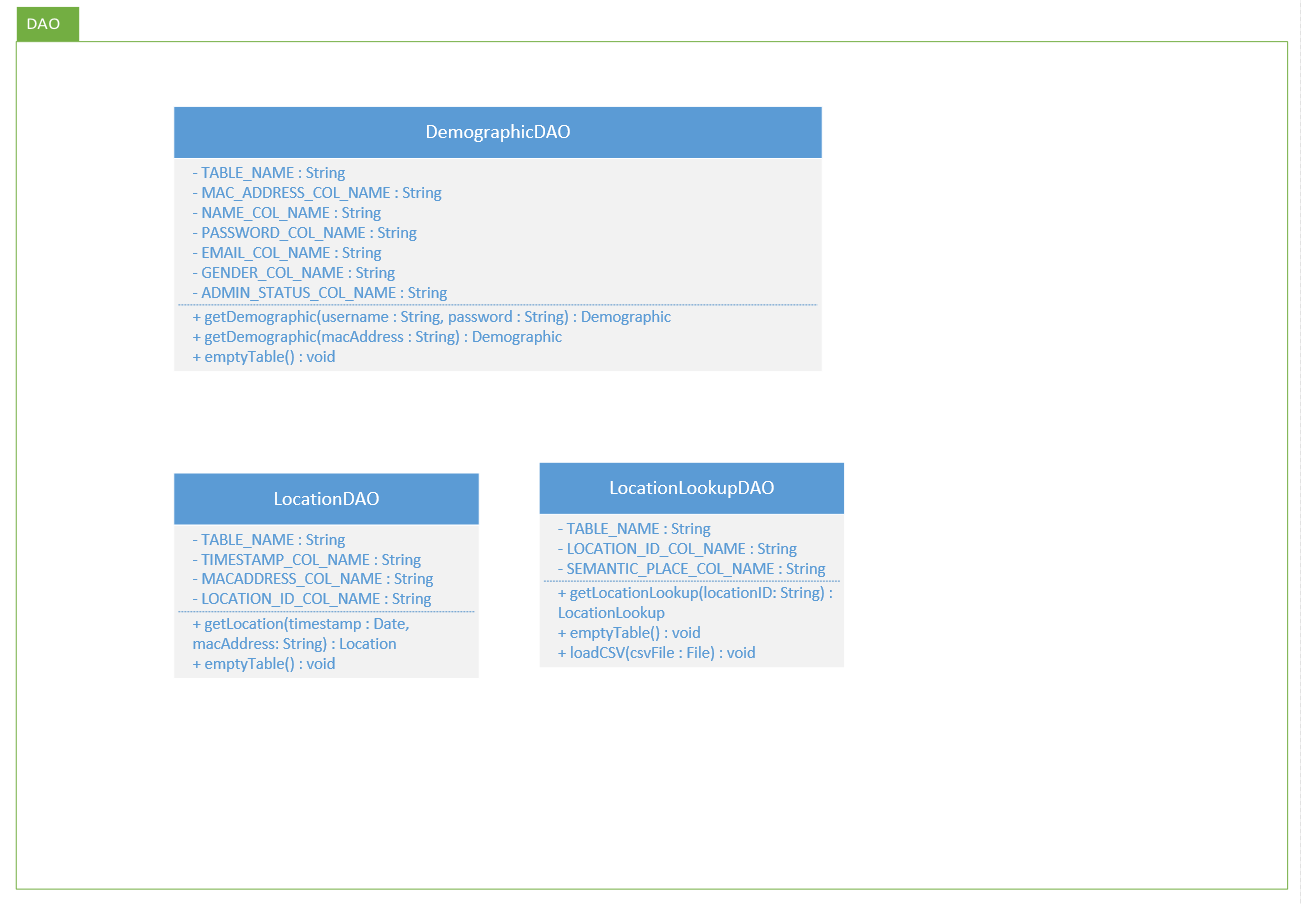 DAO
DemographicDAO
- TABLE_NAME : String
- MAC_ADDRESS_COL_NAME : String
- NAME_COL_NAME : String
- PASSWORD_COL_NAME : String
- EMAIL_COL_NAME : String
- GENDER_COL_NAME : String
- ADMIN_STATUS_COL_NAME : String
+ getDemographic(username : String, password : String) : Demographic
+ getDemographic(macAddress : String) : Demographic
+ emptyTable() : void
LocationDAO
- TABLE_NAME : String
- TIMESTAMP_COL_NAME : String
- MACADDRESS_COL_NAME : String
- LOCATION_ID_COL_NAME : String
+ getLocation(timestamp : Date,
macAddress: String) : Location
+ emptyTable() : void
LocationLookupDAO
- TABLE_NAME : String
- LOCATION_ID_COL_NAME : String
- SEMANTIC_PLACE_COL_NAME : String
+ getLocationLookup(locationID: String) :
LocationLookup
+ emptyTable() : void
+ loadCSV(csvFile : File) : void